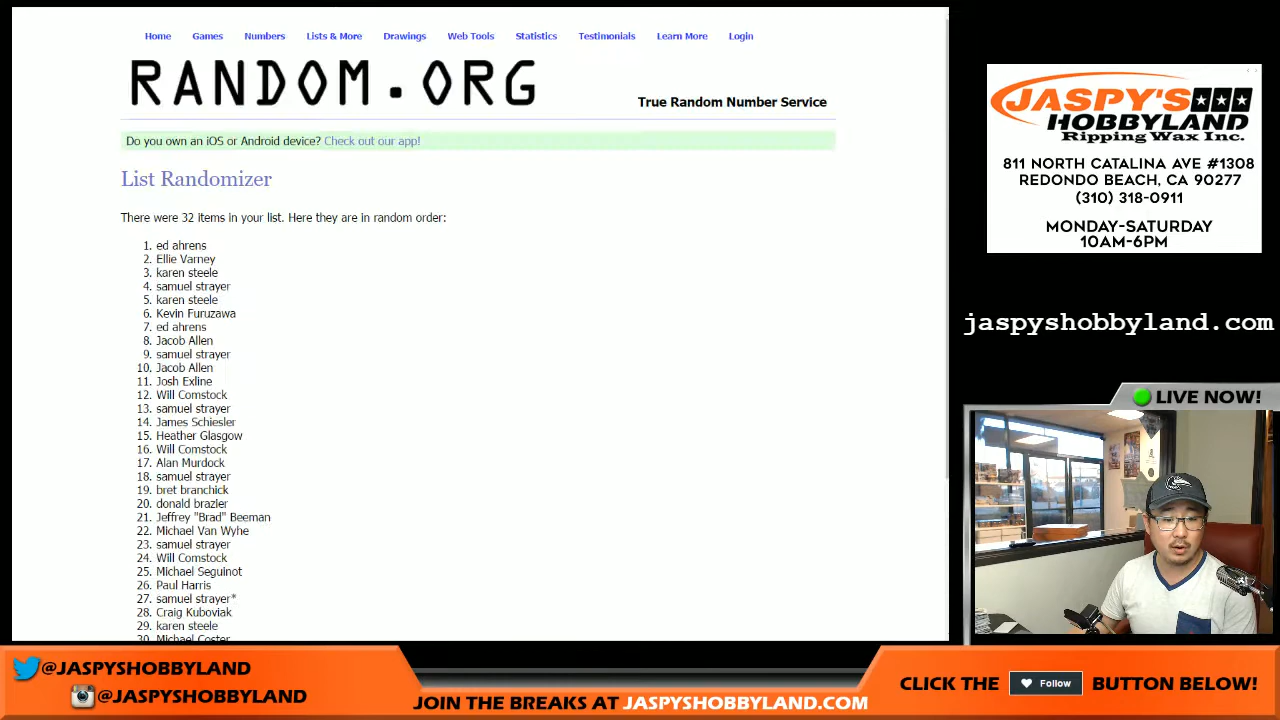 Home Games Numbers Lists & More Drawings Web Tools Statistics Testimonials Learn More Login
RANDOM.ORG
True Random Number Service
Do you own an iOS or Android device? Check out our app!
List Randomizer
There were 32 items in your list. Here they are in random order:
1. ed ahrens
2. Ellie Varney
3. karen steele
4. samuel strayer
5. karen steele
6. Kevin Furuzawa
7. ed ahrens
8. Jacob Allen
9. samuel strayer
10. Jacob Allen
11. Josh Exline
12. Will Comstock
13. samuel strayer
14. James Schiesler
15. Heather Glasgow
16. Will Comstock
17. Alan Murdock
18. samuel strayer
19. bret branchick
20. donald brazler
21. Jeffrey "Brad" Beeman
22. Michael Van Wyhe
23. samuel strayer
24. Will Comstock
25. Michael Seguinot
26. Paul Harris
27. samuel strayer*
28. Craig Kuboviak
29. karen steele
30. Michael Coster
JASPY'S
HOBBYLAND
Ripping Wax Inc.
811 NORTH CATALINA AVE #1308
REDONDO BEACH, CA 90277
(310) 318-0911
MONDAY-SATURDAY
10AM-6PM
jaspyshobbyland.com
LIVE NOW!
@JASPYSHOBBYLAND
@JASPYSHOBBYLAND
JOIN THE BREAKS AT JASPYSHOBBYLAND.COM
CLICK THE Follow BUTTON BELOW!